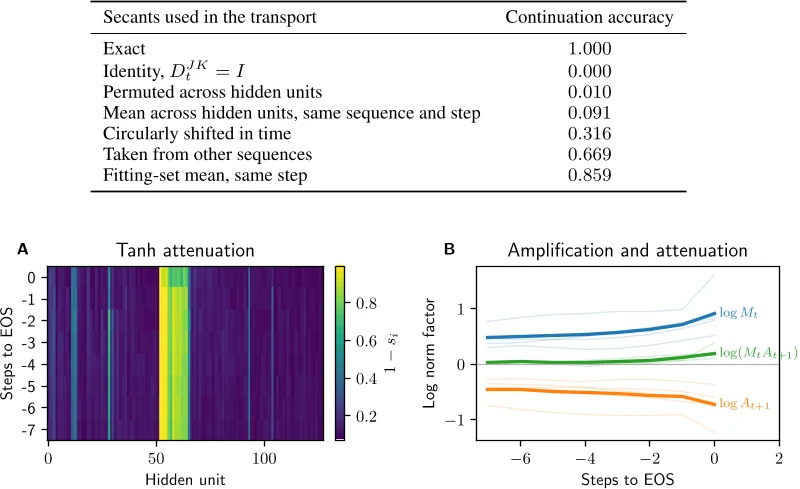 Secants used in the transport Continuation accuracy
Exact 1.000
Identity, $D_t^{JK} = I$ 0.000
Permuted across hidden units 0.010
Mean across hidden units, same sequence and step 0.091
Circularly shifted in time 0.316
Taken from other sequences 0.669
Fitting-set mean, same step 0.859
A Tanh attenuation
0
-1
-2
-3
-4
-5
-6
-7
Steps to EOS
0 50 100
Hidden unit
0.8
0.6
0.4
0.2
$1 - s_i$
B Amplification and attenuation
1
0
−1
Log norm factor
log $M_t$
log($M_t A_{t+1}$)
log $A_{t+1}$
−6 −4 −2 0 2
Steps to EOS